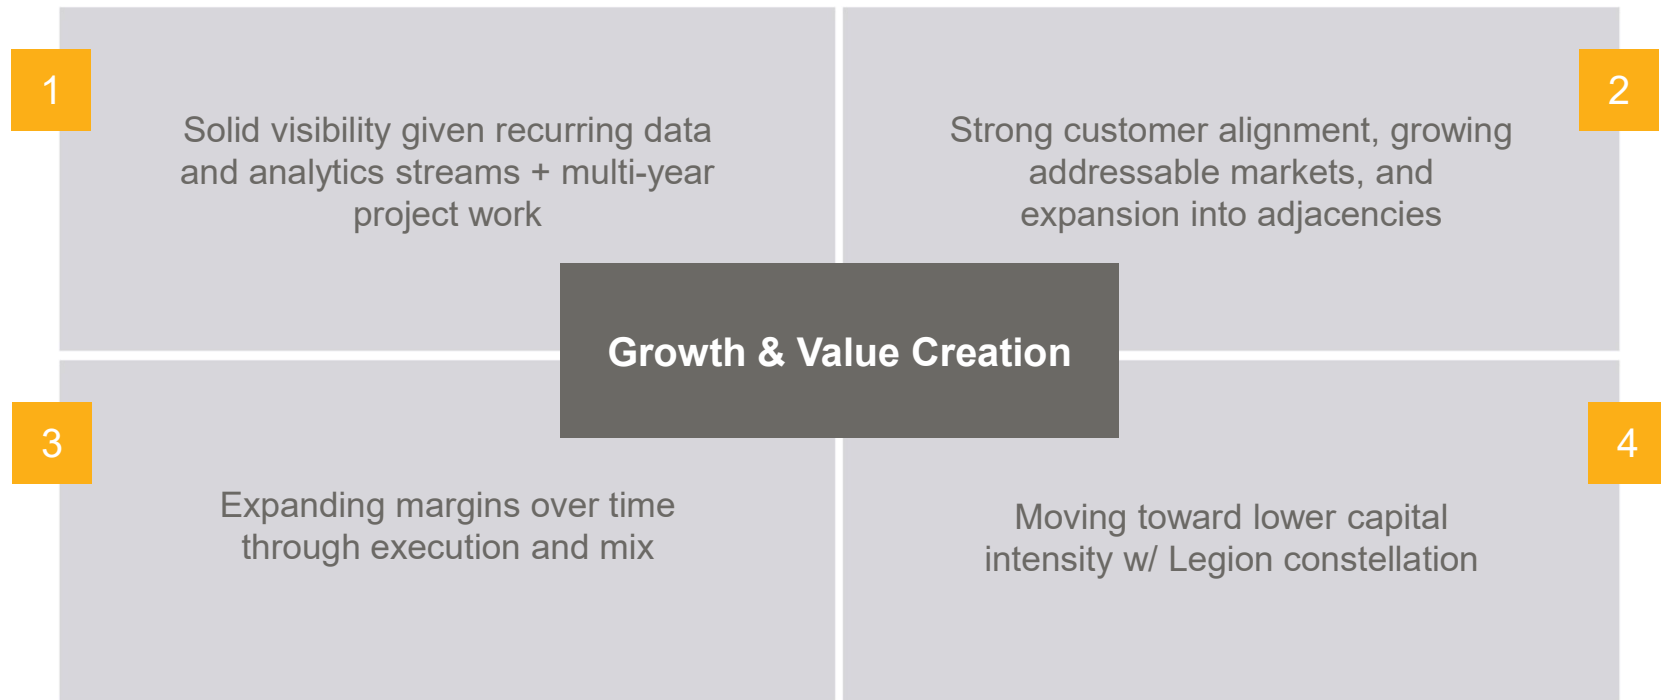 1
Solid visibility given recurring data
and analytics streams + multi-year
project work
2
Strong customer alignment, growing
addressable markets, and
expansion into adjacencies
Growth & Value Creation
3
Expanding margins over time
through execution and mix
4
Moving toward lower capital
intensity w/ Legion constellation